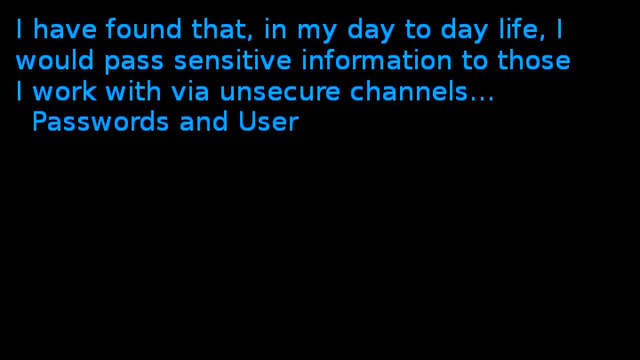 I have found that, in my day to day life, I
would pass sensitive information to those
I work with via unsecure channels...
Passwords and User